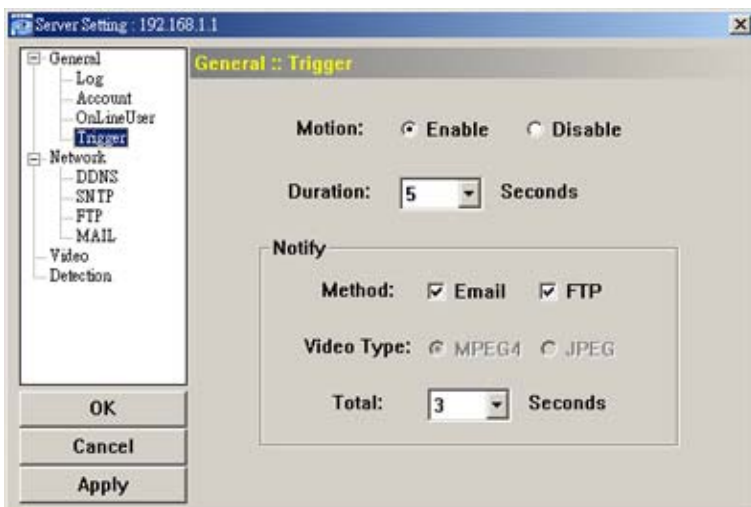 Server Setting : 192.168.1.1
General
Log
Account
OnLineUser
Trigger
Network
DDNS
SNTP
FTP
MAIL
Video
Detection
OK
Cancel
Apply
General :: Trigger
Motion: Enable Disable
Duration: 5 Seconds
Notify
Method: Email FTP
Video Type: MPEG4 JPEG
Total: 3 Seconds